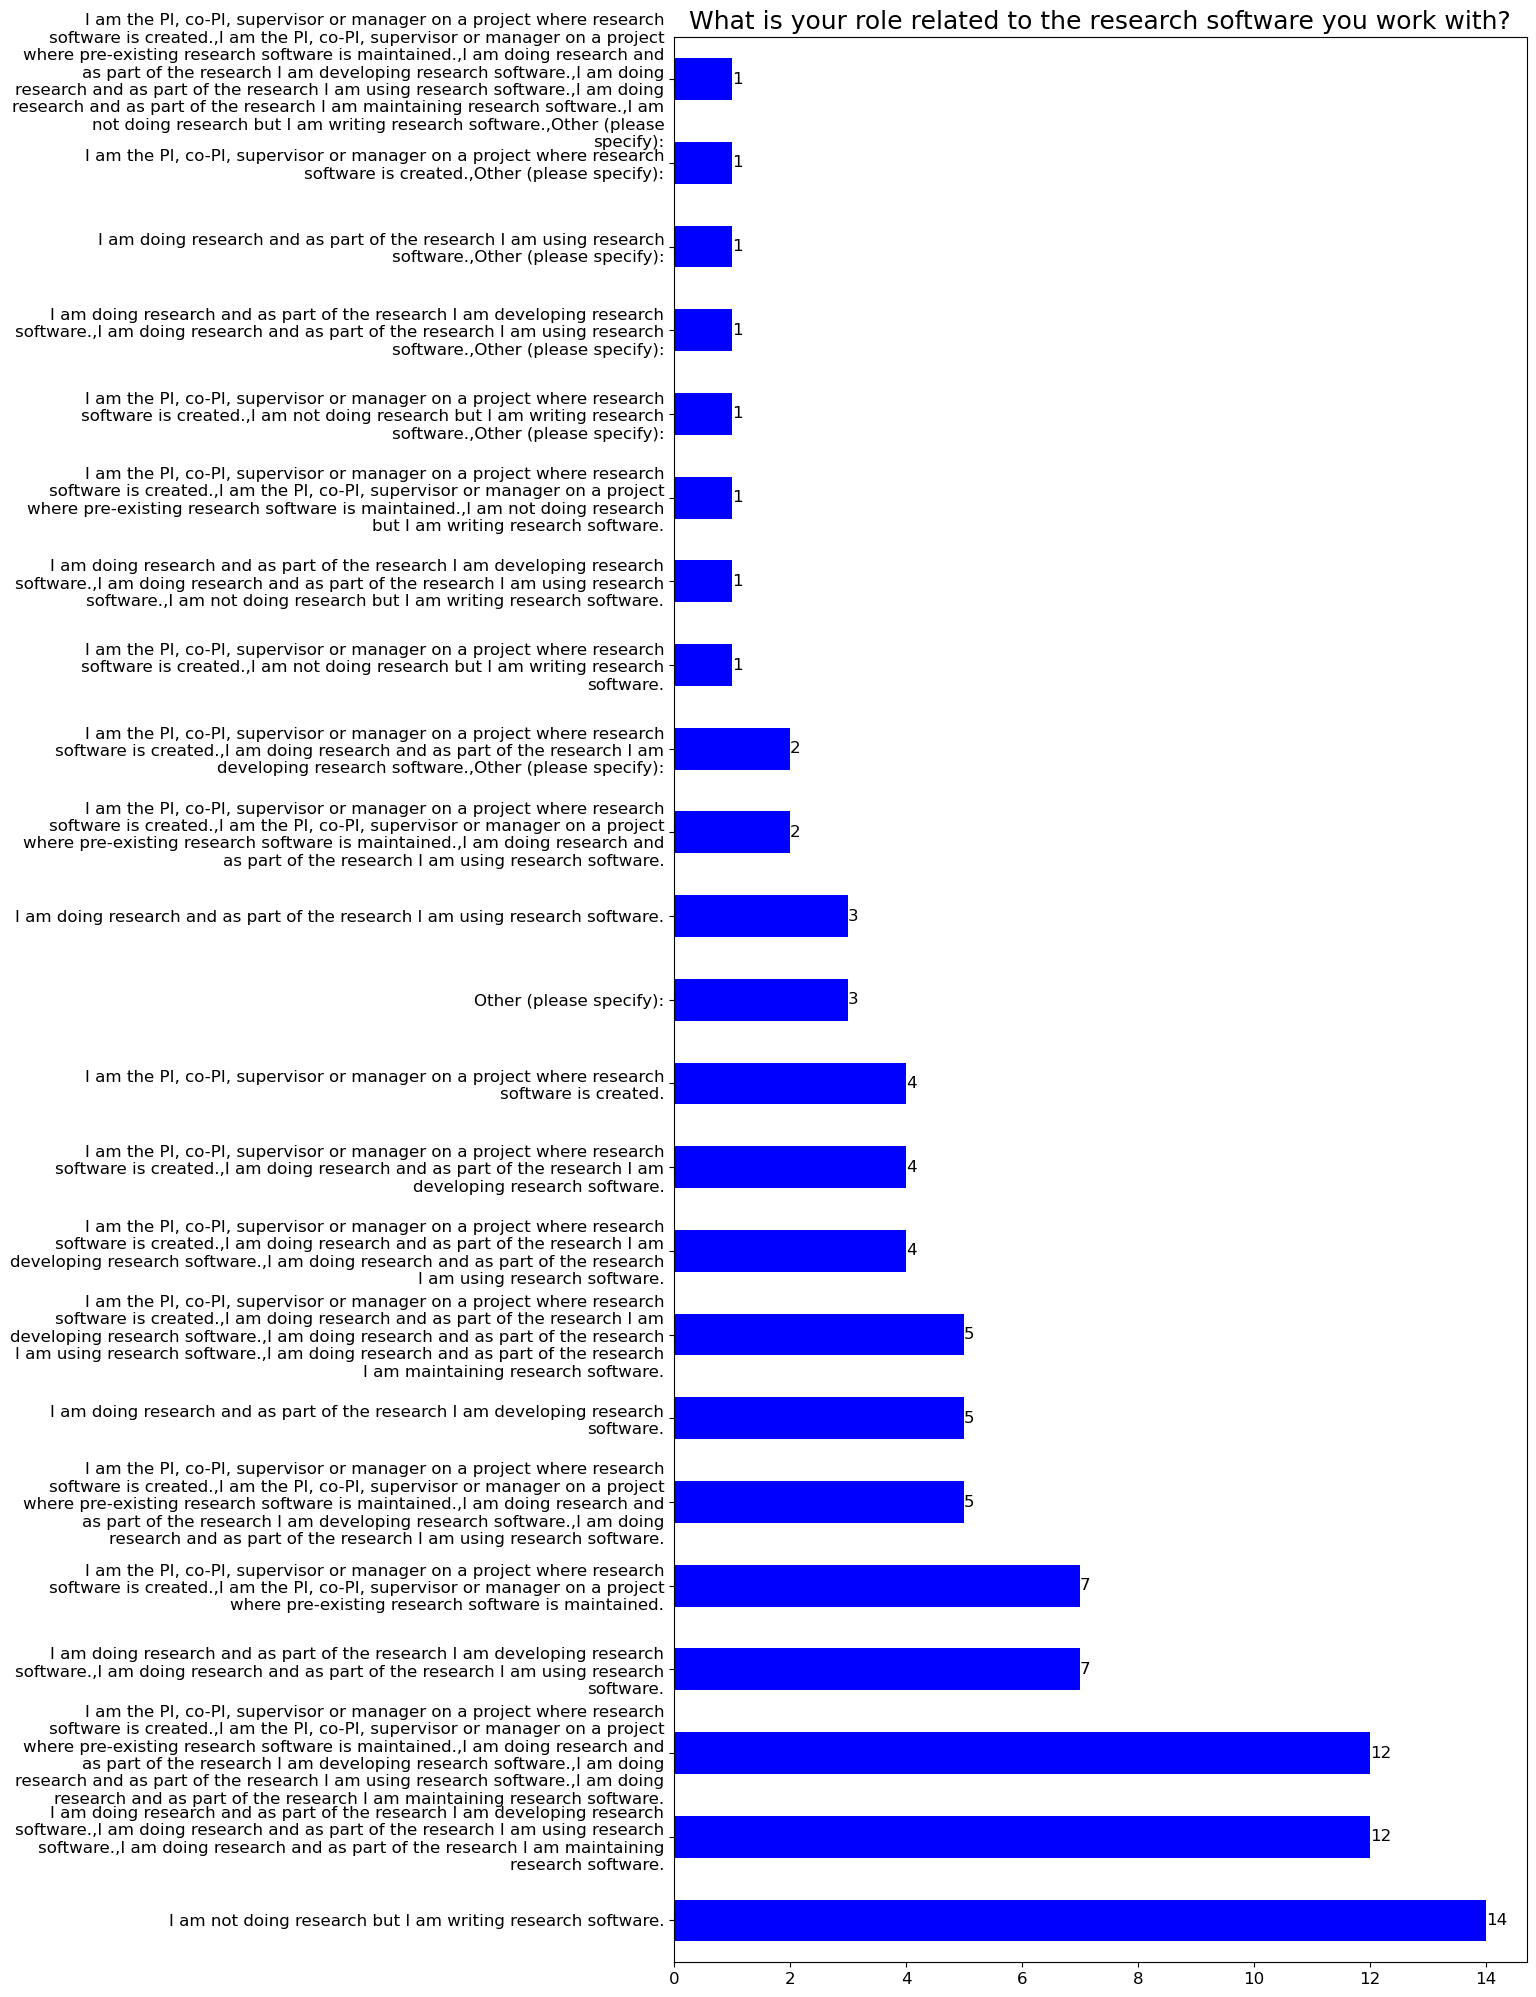 What is your role related to the research software you work with?
I am the PI, co-PI, supervisor or manager on a project where research
software is created.,I am the PI, co-PI, supervisor or manager on a project
where pre-existing research software is maintained.,I am doing research and
as part of the research I am developing research software.,I am doing
research and as part of the research I am using research software.,I am doing
research and as part of the research I am maintaining research software.,I am
not doing research but I am writing research software.,Other (please
specify):
1
I am the PI, co-PI, supervisor or manager on a project where research
software is created.,Other (please specify):
1
I am doing research and as part of the research I am using research
software.,Other (please specify):
1
I am doing research and as part of the research I am developing research
software.,I am doing research and as part of the research I am using research
software.,Other (please specify):
1
I am the PI, co-PI, supervisor or manager on a project where research
software is created.,I am not doing research but I am writing research
software.,Other (please specify):
1
I am the PI, co-PI, supervisor or manager on a project where research
software is created.,I am the PI, co-PI, supervisor or manager on a project
where pre-existing research software is maintained.,I am not doing research
but I am writing research software.
1
I am doing research and as part of the research I am developing research
software.,I am doing research and as part of the research I am using research
software.,I am not doing research but I am writing research software.
1
I am the PI, co-PI, supervisor or manager on a project where research
software is created.,I am not doing research but I am writing research
software.
1
I am the PI, co-PI, supervisor or manager on a project where research
software is created.,I am doing research and as part of the research I am
developing research software.,Other (please specify):
2
I am the PI, co-PI, supervisor or manager on a project where research
software is created.,I am the PI, co-PI, supervisor or manager on a project
where pre-existing research software is maintained.,I am doing research and
as part of the research I am using research software.
2
I am doing research and as part of the research I am using research software.
3
Other (please specify):
3
I am the PI, co-PI, supervisor or manager on a project where research
software is created.
4
I am the PI, co-PI, supervisor or manager on a project where research
software is created.,I am doing research and as part of the research I am
developing research software.
4
I am the PI, co-PI, supervisor or manager on a project where research
software is created.,I am doing research and as part of the research I am
developing research software.,I am doing research and as part of the research
I am using research software.
4
I am the PI, co-PI, supervisor or manager on a project where research
software is created.,I am doing research and as part of the research I am
developing research software.,I am doing research and as part of the research
I am using research software.,I am doing research and as part of the research
I am maintaining research software.
5
I am doing research and as part of the research I am developing research
software.
5
I am the PI, co-PI, supervisor or manager on a project where research
software is created.,I am the PI, co-PI, supervisor or manager on a project
where pre-existing research software is maintained.,I am doing research and
as part of the research I am developing research software.,I am doing
research and as part of the research I am using research software.
5
I am the PI, co-PI, supervisor or manager on a project where research
software is created.,I am the PI, co-PI, supervisor or manager on a project
where pre-existing research software is maintained.
7
I am doing research and as part of the research I am developing research
software.,I am doing research and as part of the research I am using research
software.
7
I am the PI, co-PI, supervisor or manager on a project where research
software is created.,I am the PI, co-PI, supervisor or manager on a project
where pre-existing research software is maintained.,I am doing research and
as part of the research I am developing research software.,I am doing
research and as part of the research I am using research software.,I am doing
research and as part of the research I am maintaining research software.
12
I am doing research and as part of the research I am developing research
software.,I am doing research and as part of the research I am using research
software.,I am doing research and as part of the research I am maintaining
research software.
12
I am not doing research but I am writing research software.
14
0 2 4 6 8 10 12 14